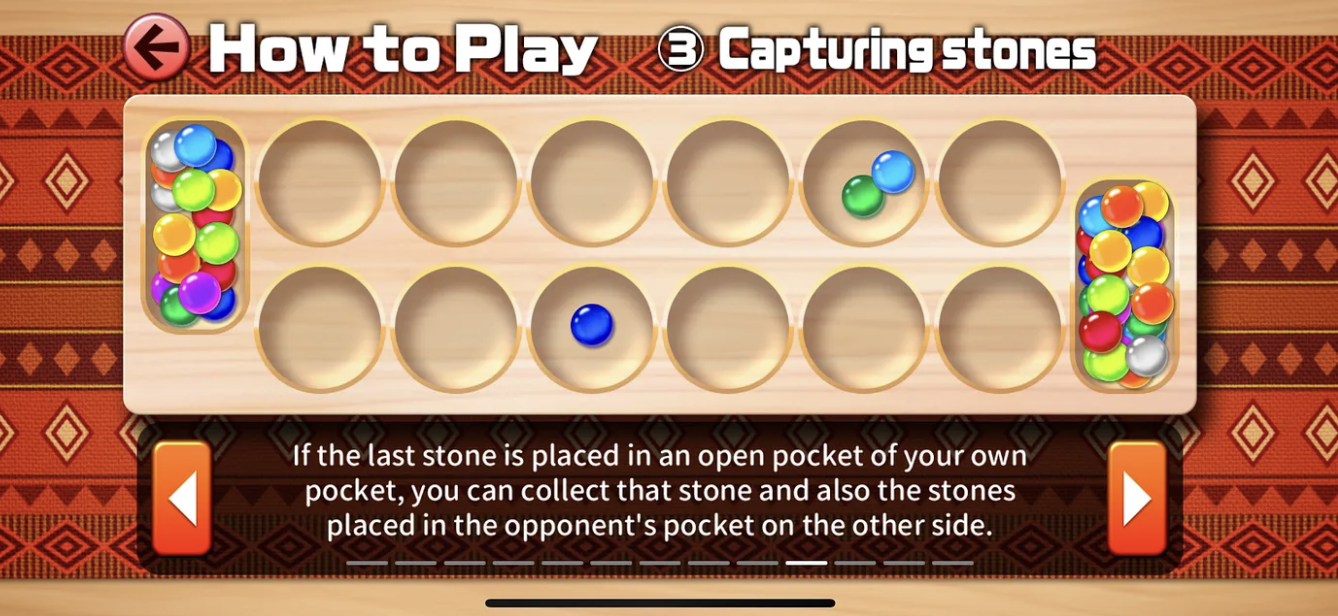 How to Play ③ Capturing stones
If the last stone is placed in an open pocket of your own
pocket, you can collect that stone and also the stones
placed in the opponent's pocket on the other side.